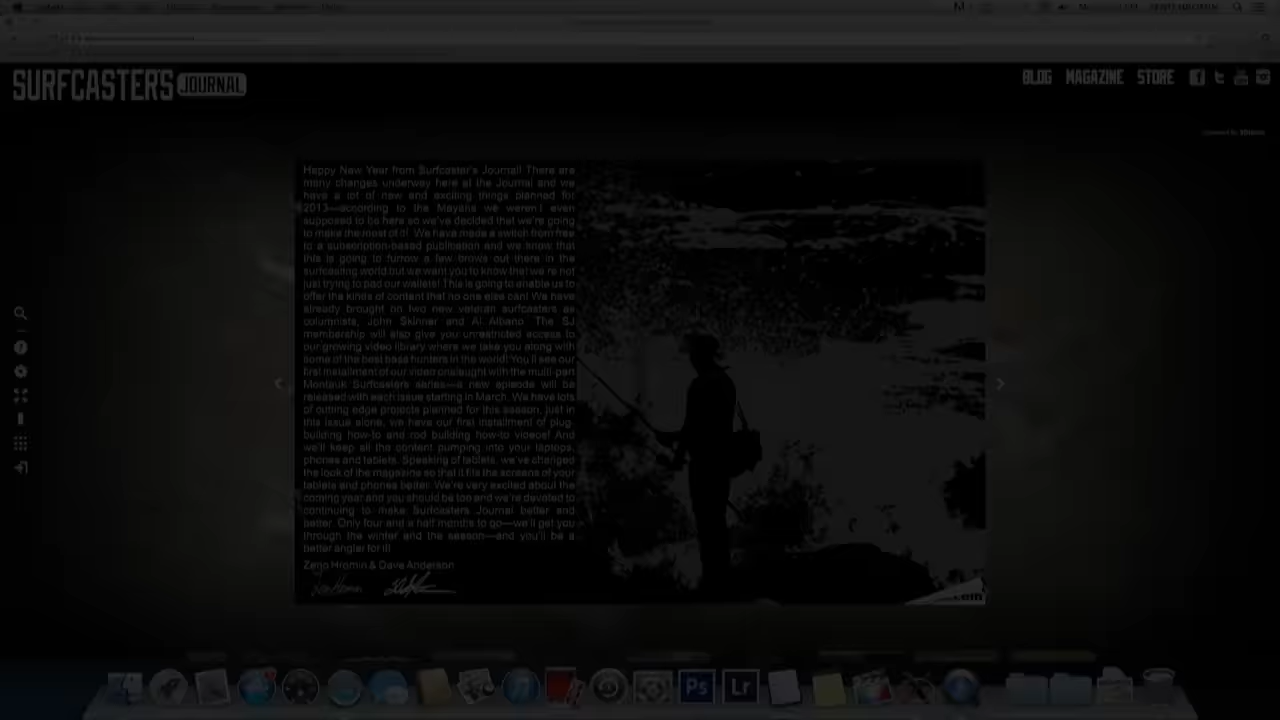 SURFCASTER'S JOURNAL
BLOG MAGAZINE STORE
Happy New Year from Surfcaster's Journal! There are
many changes underway here at the Journal and we
have a lot of new and exciting things planned for
2013—according to the Mayans we weren't even
supposed to be here so we've decided that we're going
to make the most of it! We have made a switch from free
to a subscription-based publication and we know that
this is going to furrow a few brows out there in the
surfcasting world but we want you to know that we're not
just trying to pad our wallets! This is going to enable us to
offer the kinds of content that no one else can! We have
already brought on two new veteran surfcasters as
columnists, John Skinner and Al Albano. The SJ
membership will also give you unrestricted access to
our growing video library where we take you along with
some of the best bass hunters in the world! You'll see our
first installment of our video onslaught with the multi-part
Montauk Surfcasters series—a new episode will be
released with each issue starting in March. We have lots
of cutting edge projects planned for this season, just in
this issue alone, we have our first installment of plug-
building how-to and rod building how-to videos! And
we'll keep all the content pumping into your laptops,
phones and tablets. Speaking of tablets, we've changed
the look of the magazine so that it fits the screens of your
tablets and phones better. We're very excited about the
coming year and you should be too and we're devoted to
continuing to make Surfcasters Journal better and
better. Only four and a half months to go—we'll get you
through the winter and the season—and you'll be a
better angler for it!
Zeno Hromin & Dave Anderson
Ps Lr